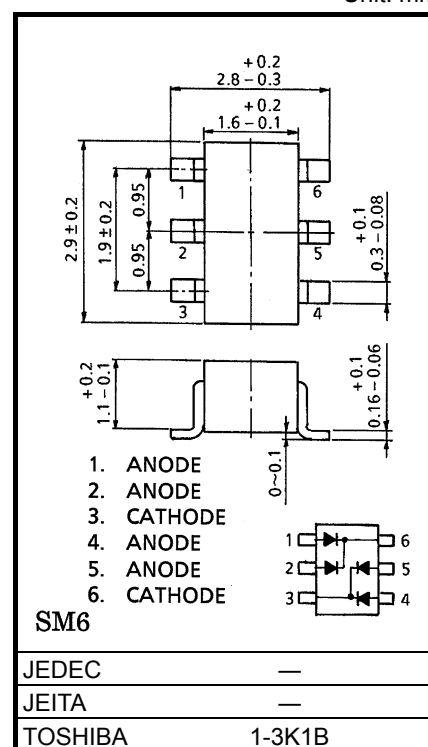 +0.2
2.8−0.3
+0.2
1.6−0.1
2.9±0.2
1.9±0.2
0.95
0.95
1
2
3
6
5
4
+0.1
0.3−0.08
+0.2
1.1−0.1
0~0.1
+0.1
0.16−0.06
1. ANODE
2. ANODE
3. CATHODE
4. ANODE
5. ANODE
6. CATHODE
1 6
2 5
3 4
SM6
JEDEC —
JEITA —
TOSHIBA 1-3K1B